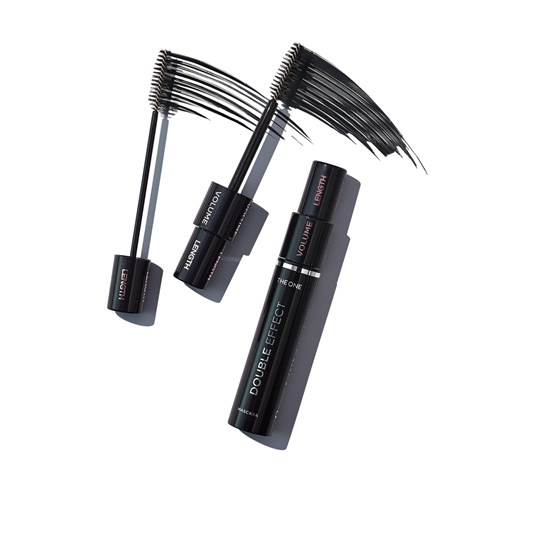 VOLUME
LENGTH
LENGTH
LENGTH
VOLUME
THE ONE
DOUBLE EFFECT
MASCARA